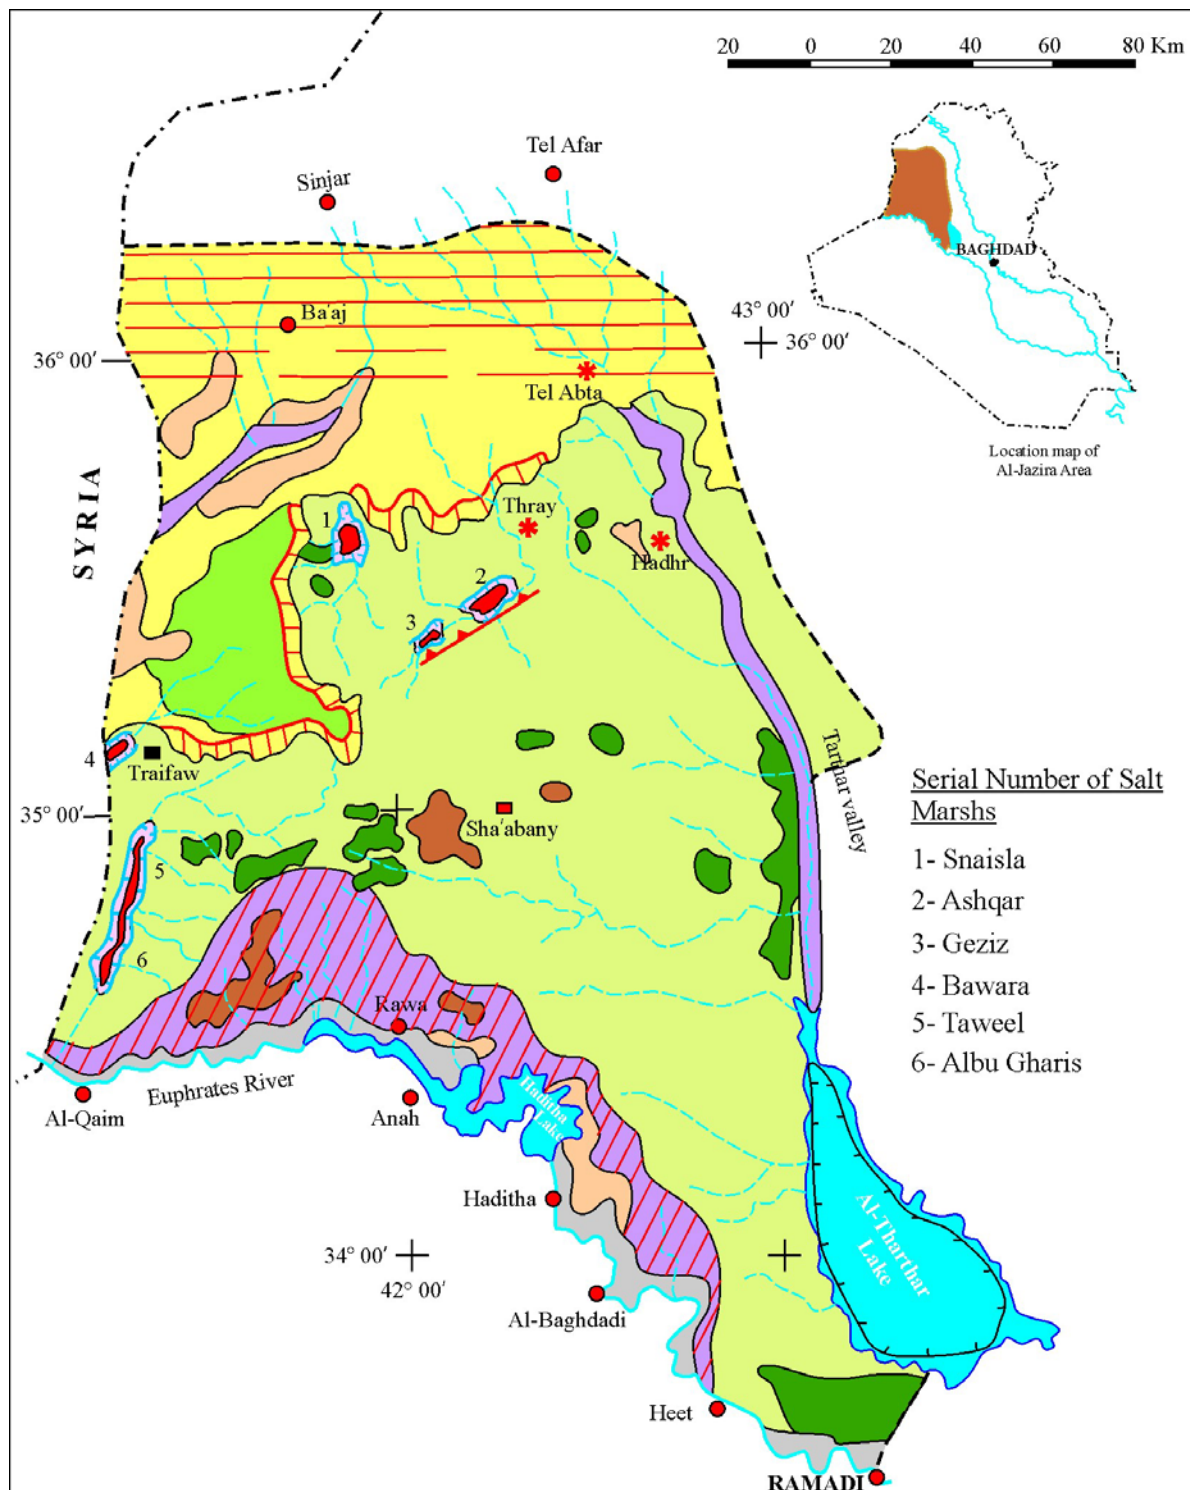 20 0 20 40 60 80 Km
Tel Afar
Sinjar
BAGHDAD
43° 00'
36° 00'
Ba'aj
36° 00'
Tel Abta
Location map of
Al-Jazira Area
SYRIA
1
Thray
Hadhr
2
3
4
Traifaw
Tarthar valley
Serial Number of Salt
Marshs
35° 00'
Sha'abany
1- Snaisla
5
2- Ashqar
3- Geziz
6
4- Bawara
Rawa
5- Taweel
6- Albu Gharis
Euphrates River
Al-Qaim
Anah
Haditha
Lake
Haditha
Al-Tharthar
Lake
34° 00'
42° 00'
Al-Baghdadi
Heet
RAMADI